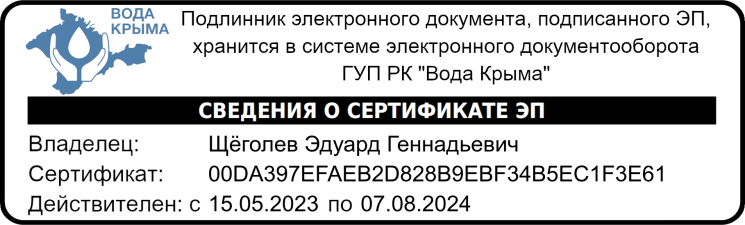 ВОДА
КРЫМА
Подлинник электронного документа, подписанного ЭП,
хранится в системе электронного документооборота
ГУП РК "Вода Крыма"
СВЕДЕНИЯ О СЕРТИФИКАТЕ ЭП
Владелец: Щёголев Эдуард Геннадьевич
Сертификат: 00DA397EFAEB2D828B9EBF34B5EC1F3E61
Действителен: с 15.05.2023 по 07.08.2024